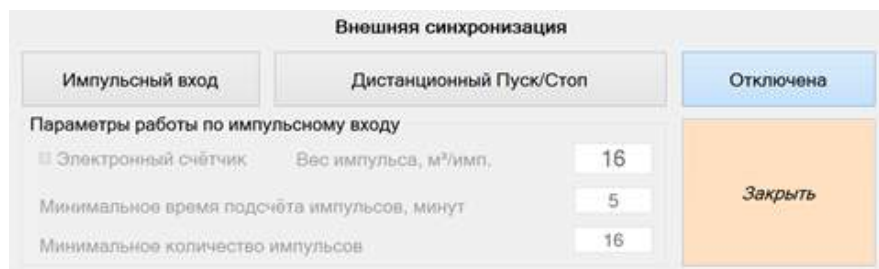 Внешняя синхронизация
Импульсный вход
Дистанционный Пуск/Стоп
Отключена
Параметры работы по импульсному входу
Электронный счётчик
Вес импульса, м³/имп.
16
Минимальное время подсчёта импульсов, минут
5
Минимальное количество импульсов
16
Закрыть